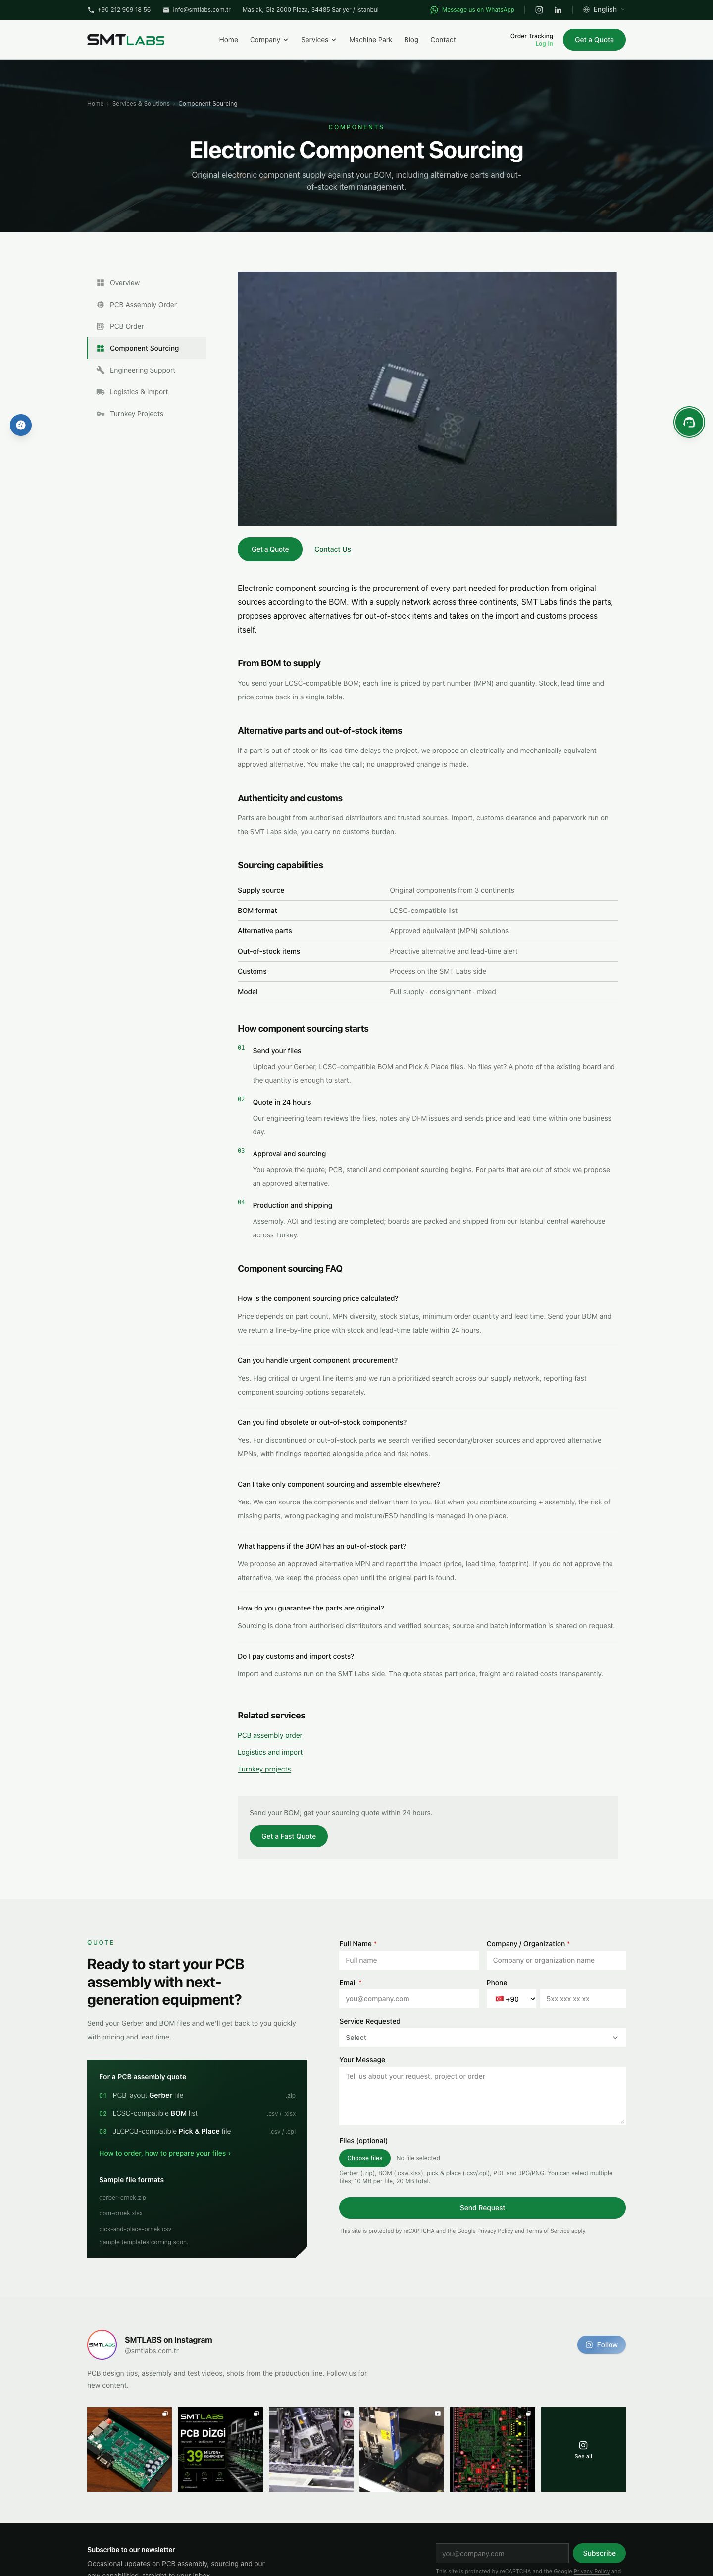 +90 212 909 18 56
info@smtlabs.com.tr
Maslak, Giz 2000 Plaza, 34485 Sarıyer / İstanbul
Message us on WhatsApp
English
SMTLABS
Home
Company
Services
Machine Park
Blog
Contact
Order Tracking
Log In
Get a Quote
Home › Services & Solutions › Component Sourcing
COMPONENTS
Electronic Component Sourcing
Original electronic component supply against your BOM, including alternative parts and out-
of-stock item management.
Overview
PCB Assembly Order
PCB Order
Component Sourcing
Engineering Support
Logistics & Import
Turnkey Projects
Get a Quote
Contact Us
Electronic component sourcing is the procurement of every part needed for production from original
sources according to the BOM. With a supply network across three continents, SMT Labs finds the parts,
proposes approved alternatives for out-of-stock items and takes on the import and customs process
itself.
From BOM to supply
You send your LCSC-compatible BOM; each line is priced by part number (MPN) and quantity. Stock, lead time and
price come back in a single table.
Alternative parts and out-of-stock items
If a part is out of stock or its lead time delays the project, we propose an electrically and mechanically equivalent
approved alternative. You make the call; no unapproved change is made.
Authenticity and customs
Parts are bought from authorised distributors and trusted sources. Import, customs clearance and paperwork run on
the SMT Labs side; you carry no customs burden.
Sourcing capabilities
Supply source Original components from 3 continents
BOM format LCSC-compatible list
Alternative parts Approved equivalent (MPN) solutions
Out-of-stock items Proactive alternative and lead-time alert
Customs Process on the SMT Labs side
Model Full supply · consignment · mixed
How component sourcing starts
01 Send your files
Upload your Gerber, LCSC-compatible BOM and Pick & Place files. No files yet? A photo of the existing board and
the quantity is enough to start.
02 Quote in 24 hours
Our engineering team reviews the files, notes any DFM issues and sends price and lead time within one business
day.
03 Approval and sourcing
You approve the quote; PCB, stencil and component sourcing begins. For parts that are out of stock we propose
an approved alternative.
04 Production and shipping
Assembly, AOI and testing are completed; boards are packed and shipped from our Istanbul central warehouse
across Turkey.
Component sourcing FAQ
How is the component sourcing price calculated?
Price depends on part count, MPN diversity, stock status, minimum order quantity and lead time. Send your BOM and
we return a line-by-line price with stock and lead-time table within 24 hours.
Can you handle urgent component procurement?
Yes. Flag critical or urgent line items and we run a prioritized search across our supply network, reporting fast
component sourcing options separately.
Can you find obsolete or out-of-stock components?
Yes. For discontinued or out-of-stock parts we search verified secondary/broker sources and approved alternative
MPNs, with findings reported alongside price and risk notes.
Can I take only component sourcing and assemble elsewhere?
Yes. We can source the components and deliver them to you. But when you combine sourcing + assembly, the risk of
missing parts, wrong packaging and moisture/ESD handling is managed in one place.
What happens if the BOM has an out-of-stock part?
We propose an approved alternative MPN and report the impact (price, lead time, footprint). If you do not approve the
alternative, we keep the process open until the original part is found.
How do you guarantee the parts are original?
Sourcing is done from authorised distributors and verified sources; source and batch information is shared on request.
Do I pay customs and import costs?
Import and customs run on the SMT Labs side. The quote states part price, freight and related costs transparently.
Related services
PCB assembly order
Logistics and import
Turnkey projects
Send your BOM; get your sourcing quote within 24 hours.
Get a Fast Quote
QUOTE
Ready to start your PCB
assembly with next-
generation equipment?
Send your Gerber and BOM files and we'll get back to you quickly
with pricing and lead time.
For a PCB assembly quote
01 PCB layout Gerber file .zip
02 LCSC-compatible BOM list .csv / .xlsx
03 JLCPCB-compatible Pick & Place file .csv / .cpl
How to order, how to prepare your files ›
Sample file formats
gerber-ornek.zip
bom-ornek.xlsx
pick-and-place-ornek.csv
Sample templates coming soon.
Full Name * Company / Organization *
Full name Company or organization name
Email * Phone
you@company.com +90 5xx xxx xx xx
Service Requested
Select
Your Message
Tell us about your request, project or order
Files (optional)
Choose files No file selected
Gerber (.zip), BOM (.csv/.xlsx), pick & place (.csv/.cpl), PDF and JPG/PNG. You can select multiple
files; 10 MB per file, 20 MB total.
Send Request
This site is protected by reCAPTCHA and the Google Privacy Policy and Terms of Service apply.
SMTLABS
SMTLABS on Instagram
@smtlabs.com.tr
Follow
PCB design tips, assembly and test videos, shots from the production line. Follow us for
new content.
SMTLABS
PCB DİZGİ
39
See all
Subscribe to our newsletter
Occasional updates on PCB assembly, sourcing and our
new capabilities, straight to your inbox.
you@company.com
Subscribe
This site is protected by reCAPTCHA and the Google Privacy Policy and